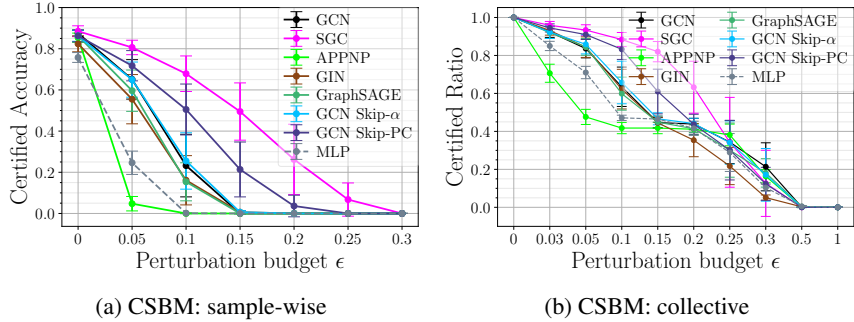 Certified Accuracy
1.0
0.8
0.6
0.4
0.2
0.0
0
0.05
0.1
0.15
0.2
0.25
0.3
Perturbation budget ϵ
GCN
SGC
APPNP
GIN
GraphSAGE
GCN Skip-α
GCN Skip-PC
MLP
(a) CSBM: sample-wise
Certified Ratio
1.0
0.8
0.6
0.4
0.2
0.0
0
0.03
0.05
0.1
0.15
0.2
0.25
0.3
0.5
1
Perturbation budget ϵ
GCN
SGC
APPNP
GIN
GraphSAGE
GCN Skip-α
GCN Skip-PC
MLP
(b) CSBM: collective